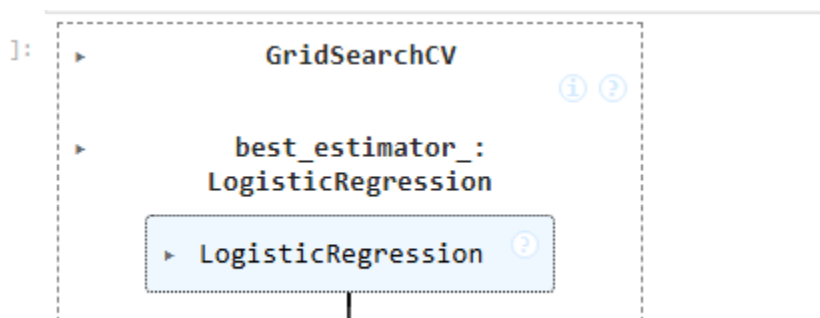 ]:
GridSearchCV
i ?
best_estimator_:
LogisticRegression
LogisticRegression ?